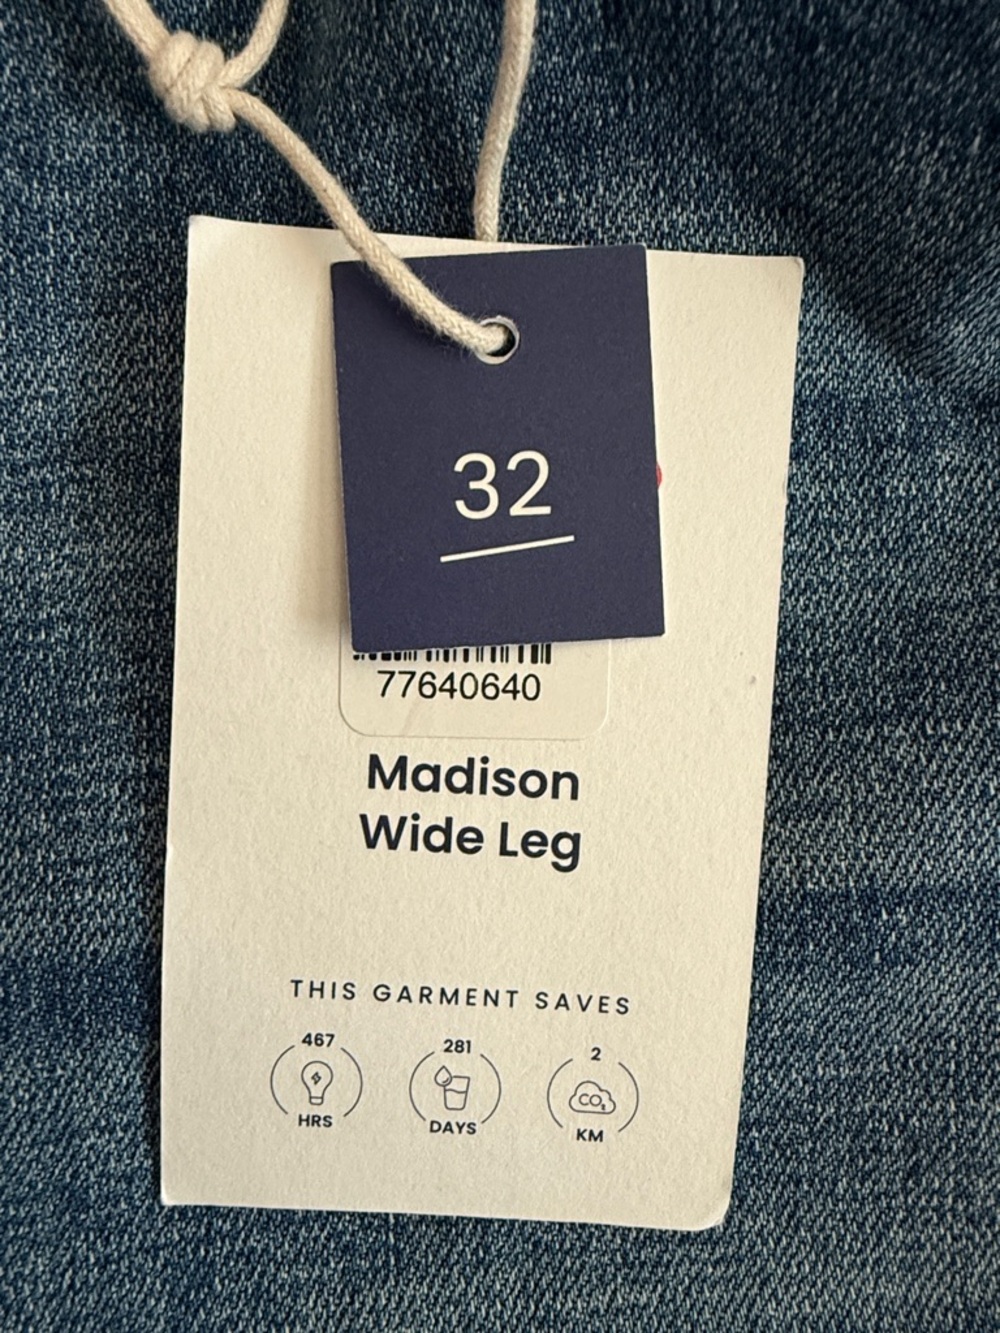 32
77640640
Madison
Wide Leg
THIS GARMENT SAVES
467
HRS
281
DAYS
2
CO₂
KM